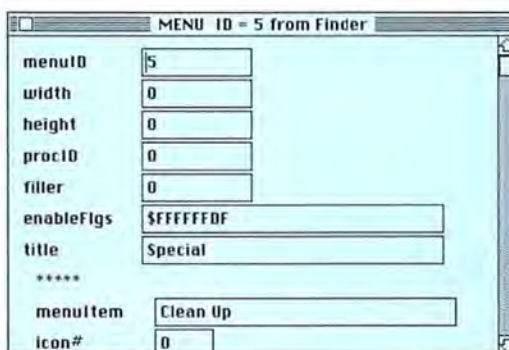 MENU ID = 5 from Finder
menuID 5
width 0
height 0
procID 0
filler 0
enableFlgs $FFFFFFDF
title Special
*****
menuItem Clean Up
icon# 0